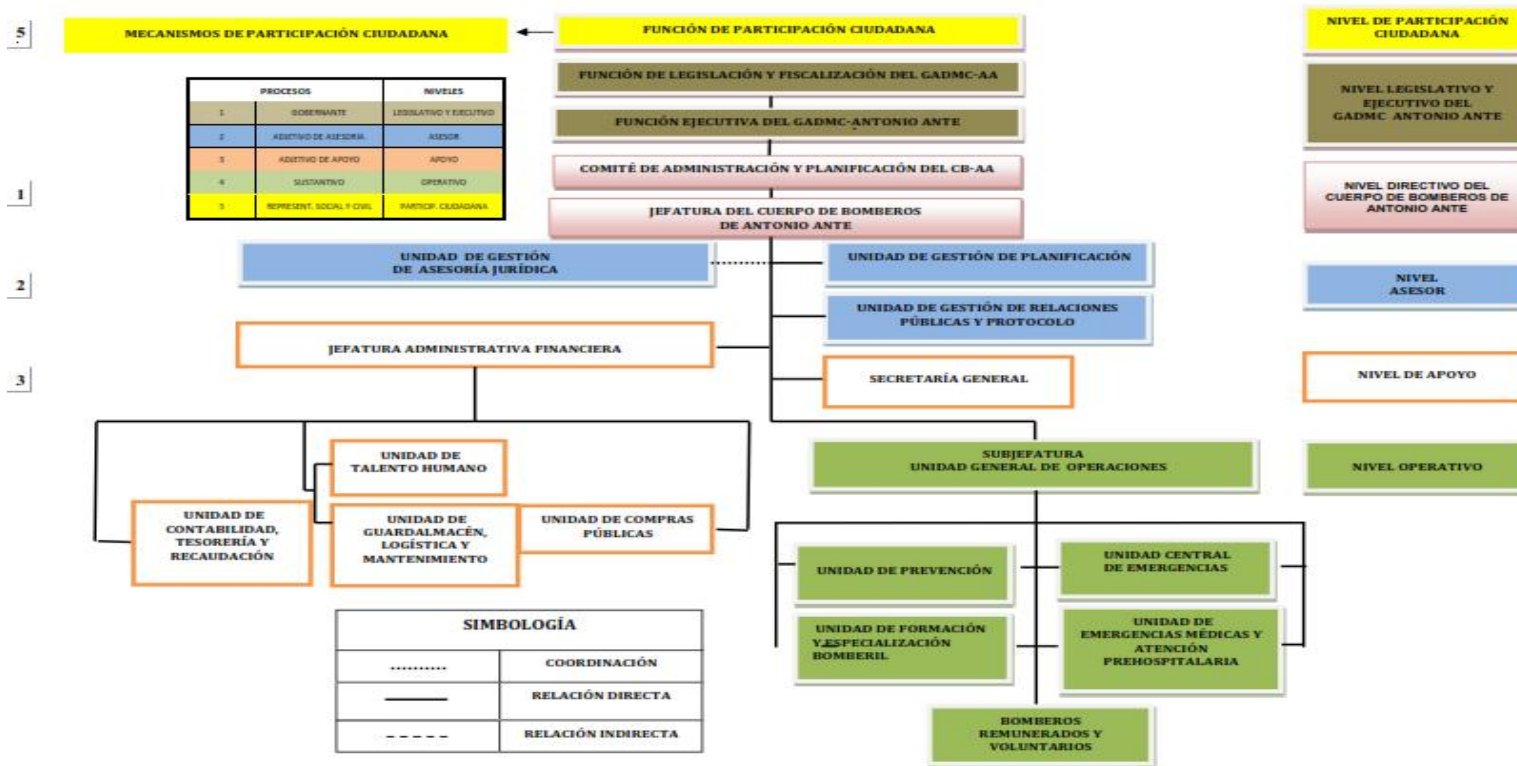 5
MECANISMOS DE PARTICIPACIÓN CIUDADANA
FUNCIÓN DE PARTICIPACIÓN CIUDADANA
NIVEL DE PARTICIPACIÓN
CIUDADANA
FUNCIÓN DE LEGISLACIÓN Y FISCALIZACIÓN DEL GADMC-AA
FUNCIÓN EJECUTIVA DEL GADMC-ANTONIO ANTE
NIVEL LEGISLATIVO Y
EJECUTIVO DEL
GADMC ANTONIO ANTE
PROCESOS NIVELES
1 GOBERNANTE LEGISLATIVO Y EJECUTIVO
2 ADJETIVO DE ASESORÍA ASESOR
3 ADJETIVO DE APOYO APOYO
4 SUSTANTIVO OPERATIVO
5 REPRESENT. SOCIAL Y CIVIL PARTICIP. CIUDADANA
1
COMITÉ DE ADMINISTRACIÓN Y PLANIFICACIÓN DEL CB-AA
JEFATURA DEL CUERPO DE BOMBEROS
DE ANTONIO ANTE
NIVEL DIRECTIVO DEL
CUERPO DE BOMBEROS DE
ANTONIO ANTE
2
UNIDAD DE GESTIÓN
DE ASESORÍA JURÍDICA
UNIDAD DE GESTIÓN DE PLANIFICACIÓN
UNIDAD DE GESTIÓN DE RELACIONES
PÚBLICAS Y PROTOCOLO
NIVEL
ASESOR
3
JEFATURA ADMINISTRATIVA FINANCIERA
SECRETARÍA GENERAL
NIVEL DE APOYO
UNIDAD DE
TALENTO HUMANO
UNIDAD DE
CONTABILIDAD,
TESORERÍA Y
RECAUDACIÓN
UNIDAD DE
GUARDALMACÉN,
LOGÍSTICA Y
MANTENIMIENTO
UNIDAD DE COMPRAS
PÚBLICAS
SUBJEFATURA
UNIDAD GENERAL DE OPERACIONES
NIVEL OPERATIVO
UNIDAD DE PREVENCIÓN
UNIDAD CENTRAL
DE EMERGENCIAS
UNIDAD DE FORMACIÓN
Y ESPECIALIZACIÓN
BOMBERIL
UNIDAD DE
EMERGENCIAS MÉDICAS Y
ATENCIÓN
PREHOSPITALARIA
BOMBEROS
REMUNERADOS Y
VOLUNTARIOS
SIMBOLOGÍA
COORDINACIÓN
RELACIÓN DIRECTA
RELACIÓN INDIRECTA